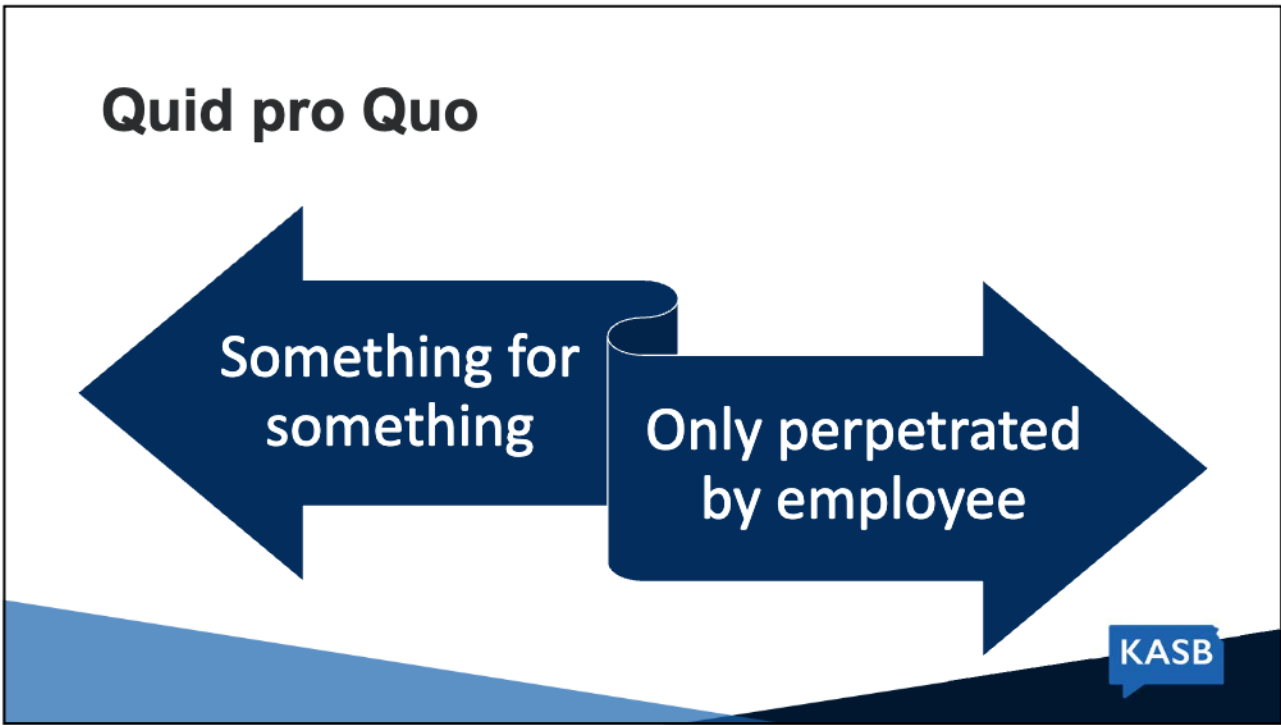 Quid pro Quo
Something for
something
Only perpetrated
by employee
KASB